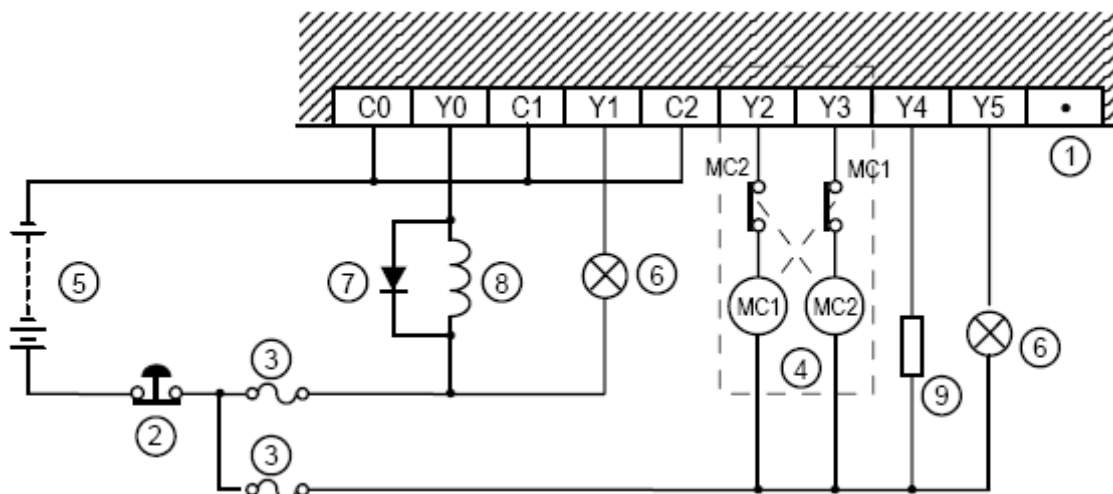 C0 Y0 C1 Y1 C2 Y2 Y3 Y4 Y5 •
①
MC2 MC1
⑤ ⑦ ⑧ ⑥
MC1 MC2
⑥
③ ④
⑨
②
③